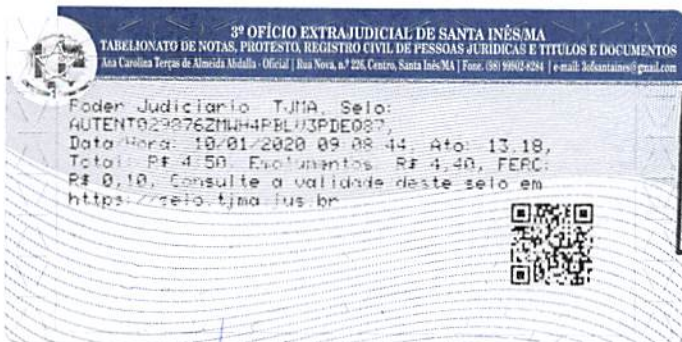 3º OFÍCIO EXTRAJUDICIAL DE SANTA INÊS/MA
TABELIONATO DE NOTAS, PROTESTO, REGISTRO CIVIL DE PESSOAS JURIDICAS E TITULOS E DOCUMENTOS
Ana Carolina Terças de Almeida Abdalla - Oficial | Rua Nova, n.º 226, Centro, Santa Inês/MA | Fone. (98) 99902-8284 | e-mail: 3ofsantaines@gmail.com
Poder Judiciario TJMA. Selo:
Data/Hora: 10/01/2020 09:08:44, Ato: 13.18,
Total: R$ 4,50, Emolumentos R$ 4,40, FERC:
R$ 0,10, Consulte a validade deste selo em
https://selo.tjma.jus.br